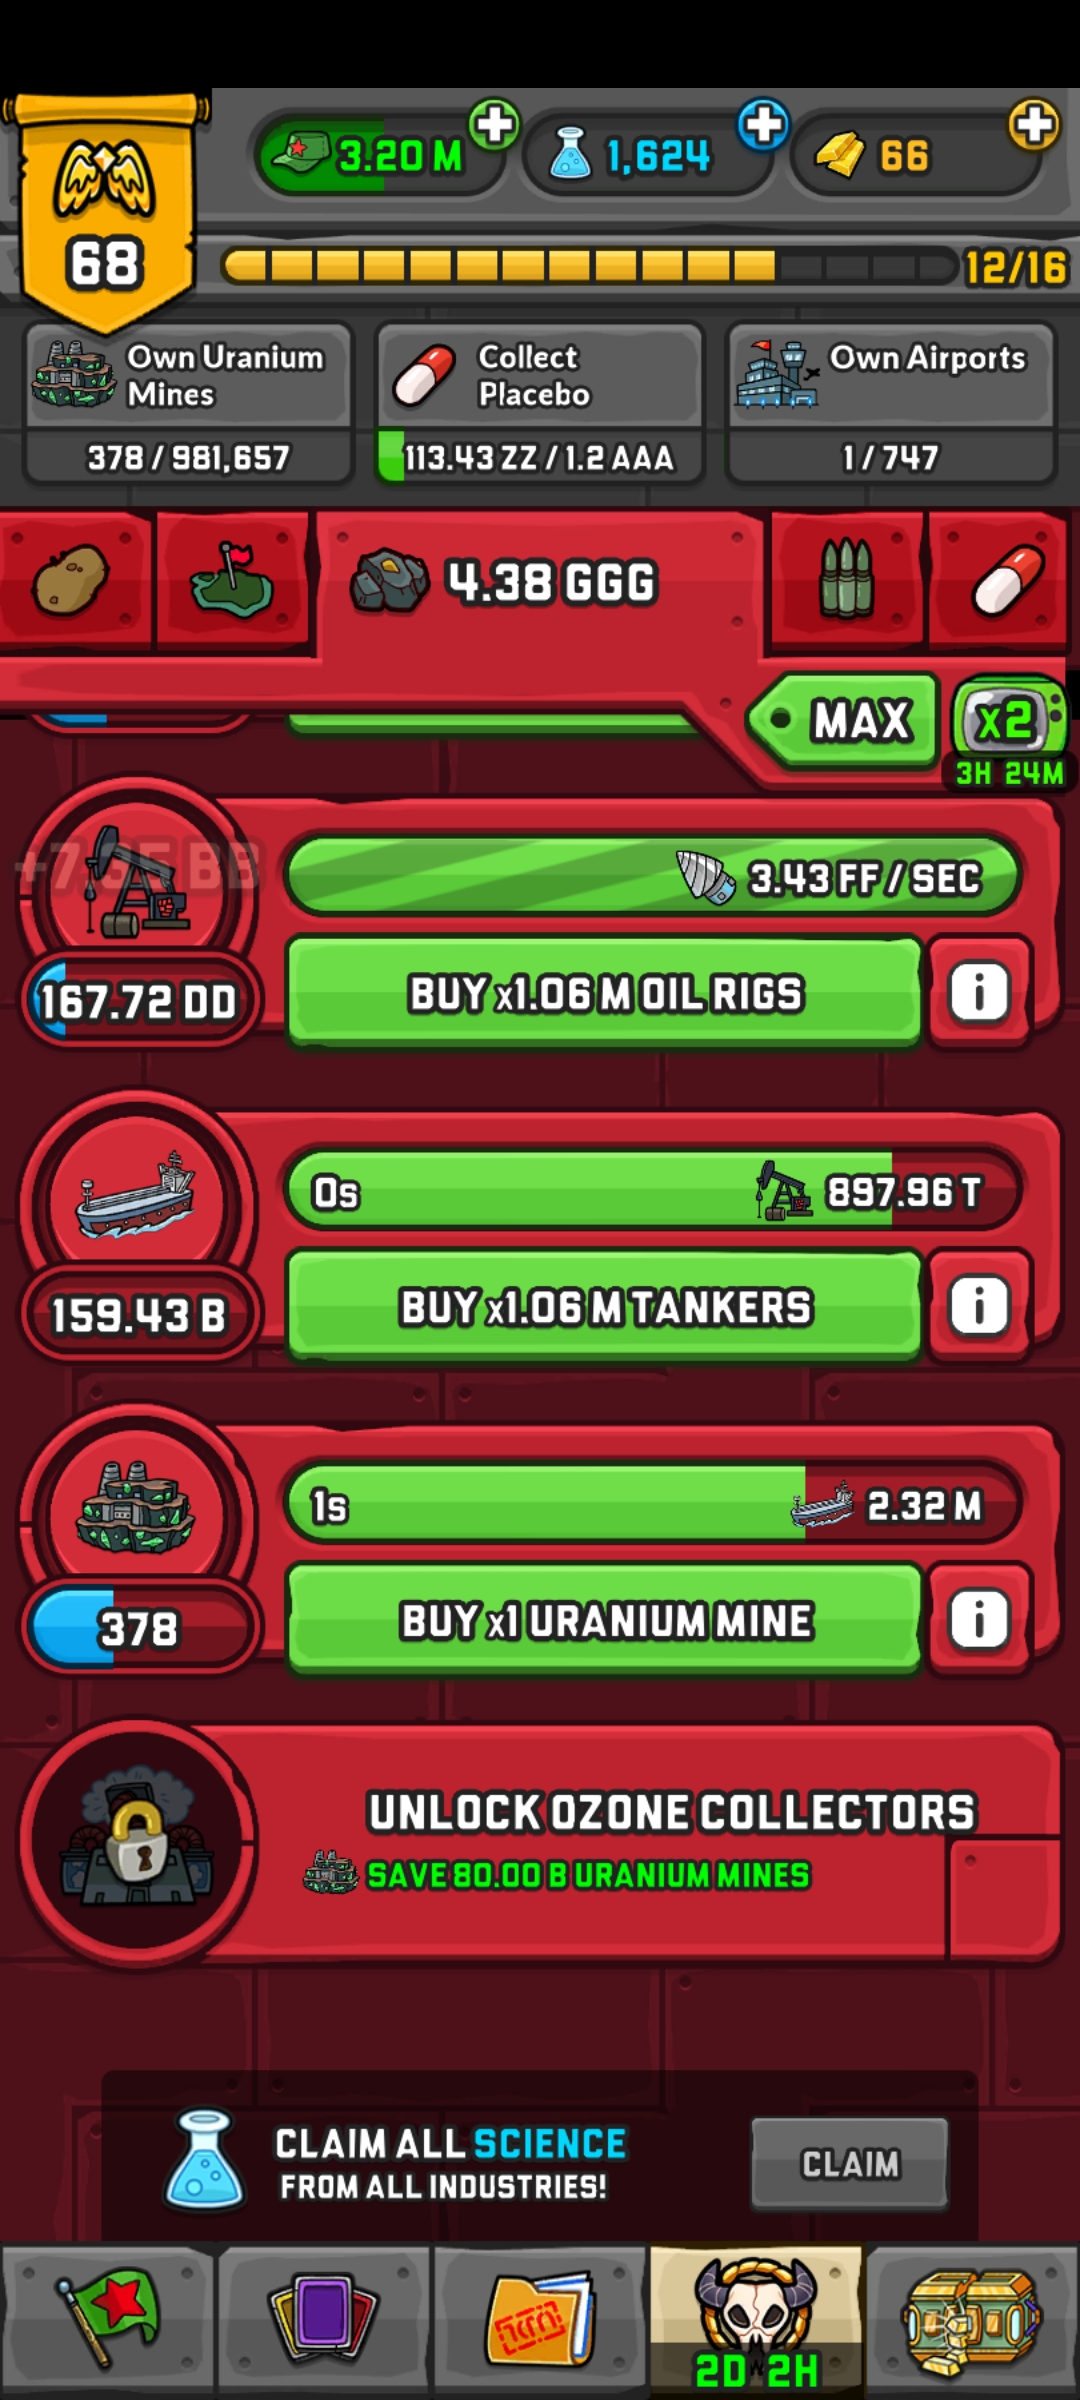 3.20 M
1,624
66
68
12/16
Own Uranium
Mines
378 / 981,657
Collect
Placebo
113.43 ZZ / 1.2 AAA
Own Airports
1 / 747
4.38 GGG
MAX
x2
3H 24M
3.43 FF / SEC
167.72 DD
BUY x1.06 M OIL RIGS
i
0s
897.96 T
159.43 B
BUY x1.06 M TANKERS
i
1s
2.32 M
378
BUY x1 URANIUM MINE
i
UNLOCK OZONE COLLECTORS
SAVE 80.00 B URANIUM MINES
CLAIM ALL SCIENCE
FROM ALL INDUSTRIES!
CLAIM
2D 2H